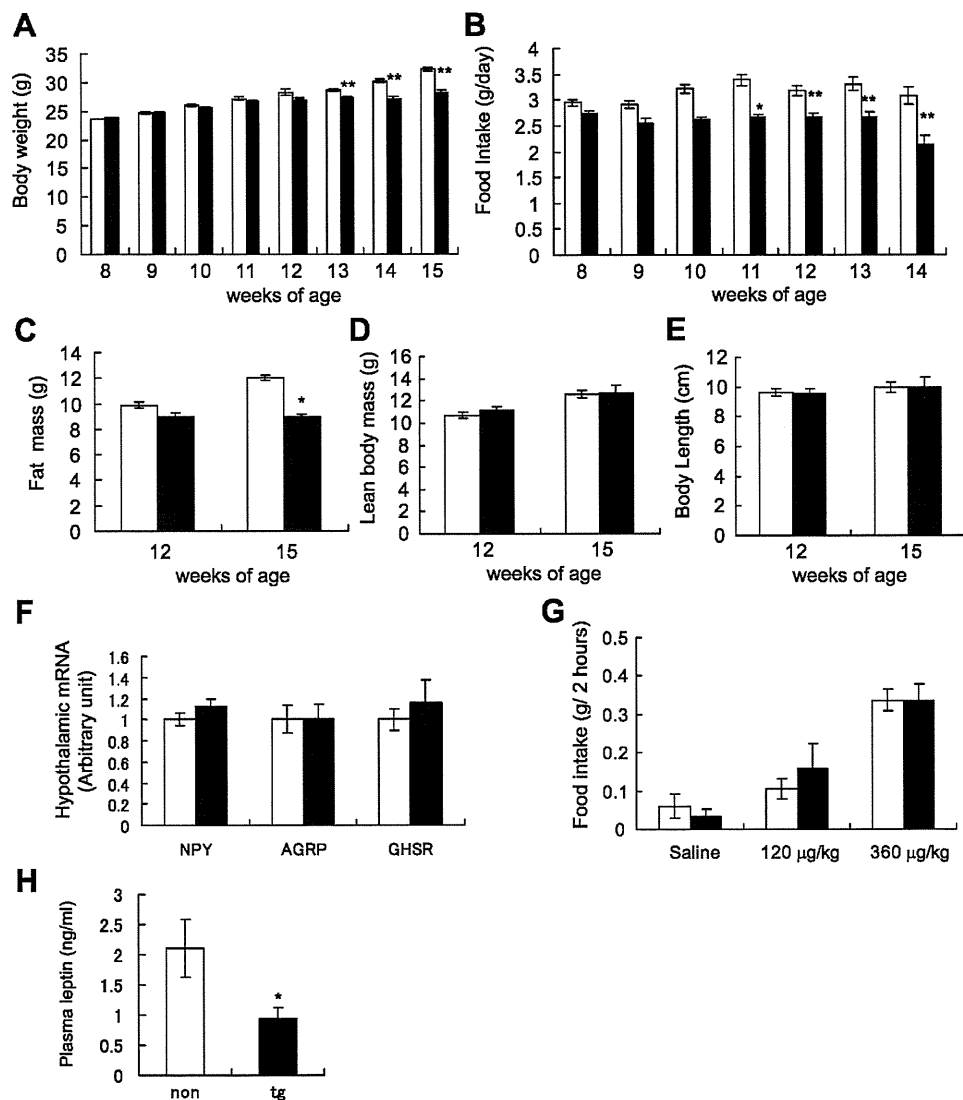 A
Body weight (g)
35
30
25
20
15
10
5
0
**
**
**
8 9 10 11 12 13 14 15
weeks of age
B
Food Intake (g/day)
4
3.5
3
2.5
2
1.5
1
0.5
0
*
**
**
**
8 9 10 11 12 13 14
weeks of age
C
Fat mass (g)
14
12
10
8
6
4
2
0
*
12 15
weeks of age
D
Lean body mass (g)
16
14
12
10
8
6
4
2
0
12 15
weeks of age
E
Body Length (cm)
12
10
8
6
4
2
0
12 15
weeks of age
F
Hypothalamic mRNA
(Arbitrary unit)
1.6
1.4
1.2
1
0.8
0.6
0.4
0.2
0
NPY AGRP GHSR
G
Food intake (g/ 2 hours)
0.5
0.4
0.3
0.2
0.1
0
Saline 120 μg/kg 360 μg/kg
H
Plasma leptin (ng/ml)
3
2.5
2
1.5
1
0.5
0
*
non tg